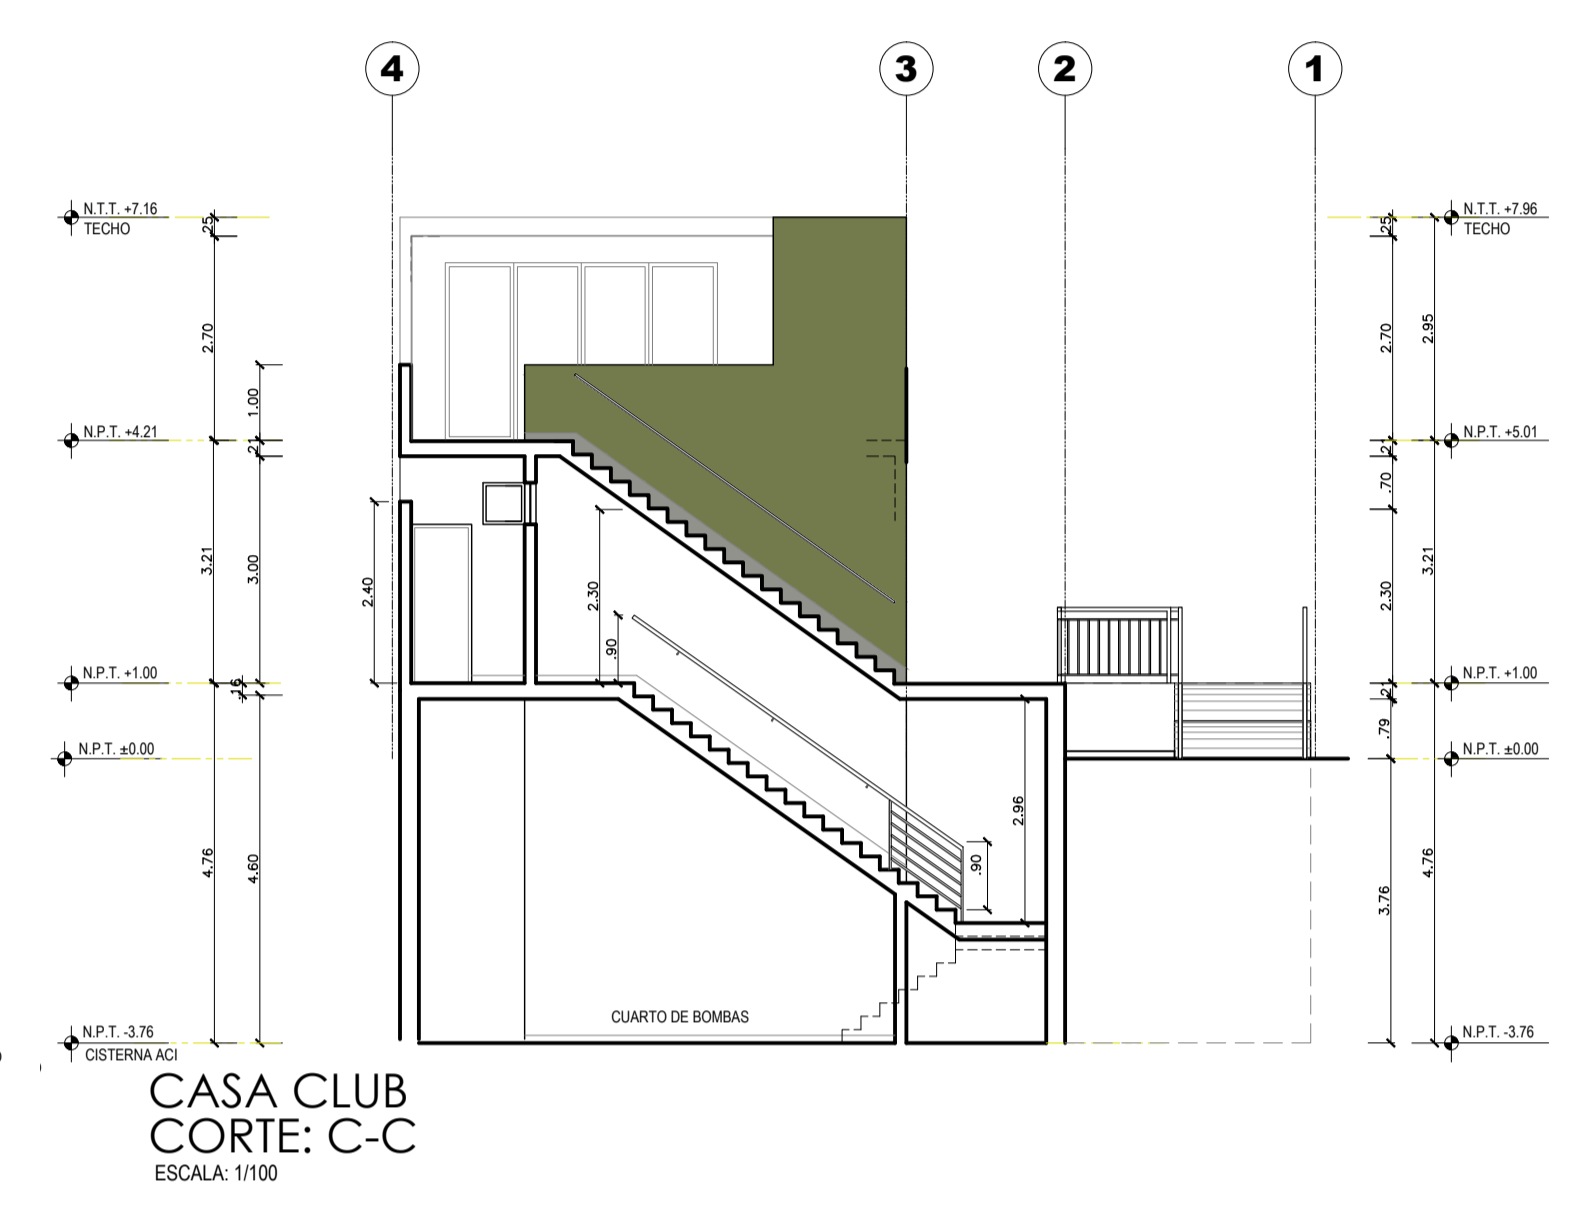 4 3 2 1
N.T.T. +7.16
TECHO
.25
N.T.T. +7.96
TECHO
.25
2.70
2.70
2.95
1.00
N.P.T. +4.21
N.P.T. +5.01
.21
.21
.70
3.21
3.00
2.40
2.30
.90
2.30
3.21
N.P.T. +1.00
N.P.T. +1.00
.16
.21
N.P.T. ±0.00
N.P.T. ±0.00
.79
2.96
4.76
4.60
.90
3.76
4.76
CUARTO DE BOMBAS
N.P.T. -3.76
CISTERNA ACI
N.P.T. -3.76
CASA CLUB
CORTE: C-C
ESCALA: 1/100